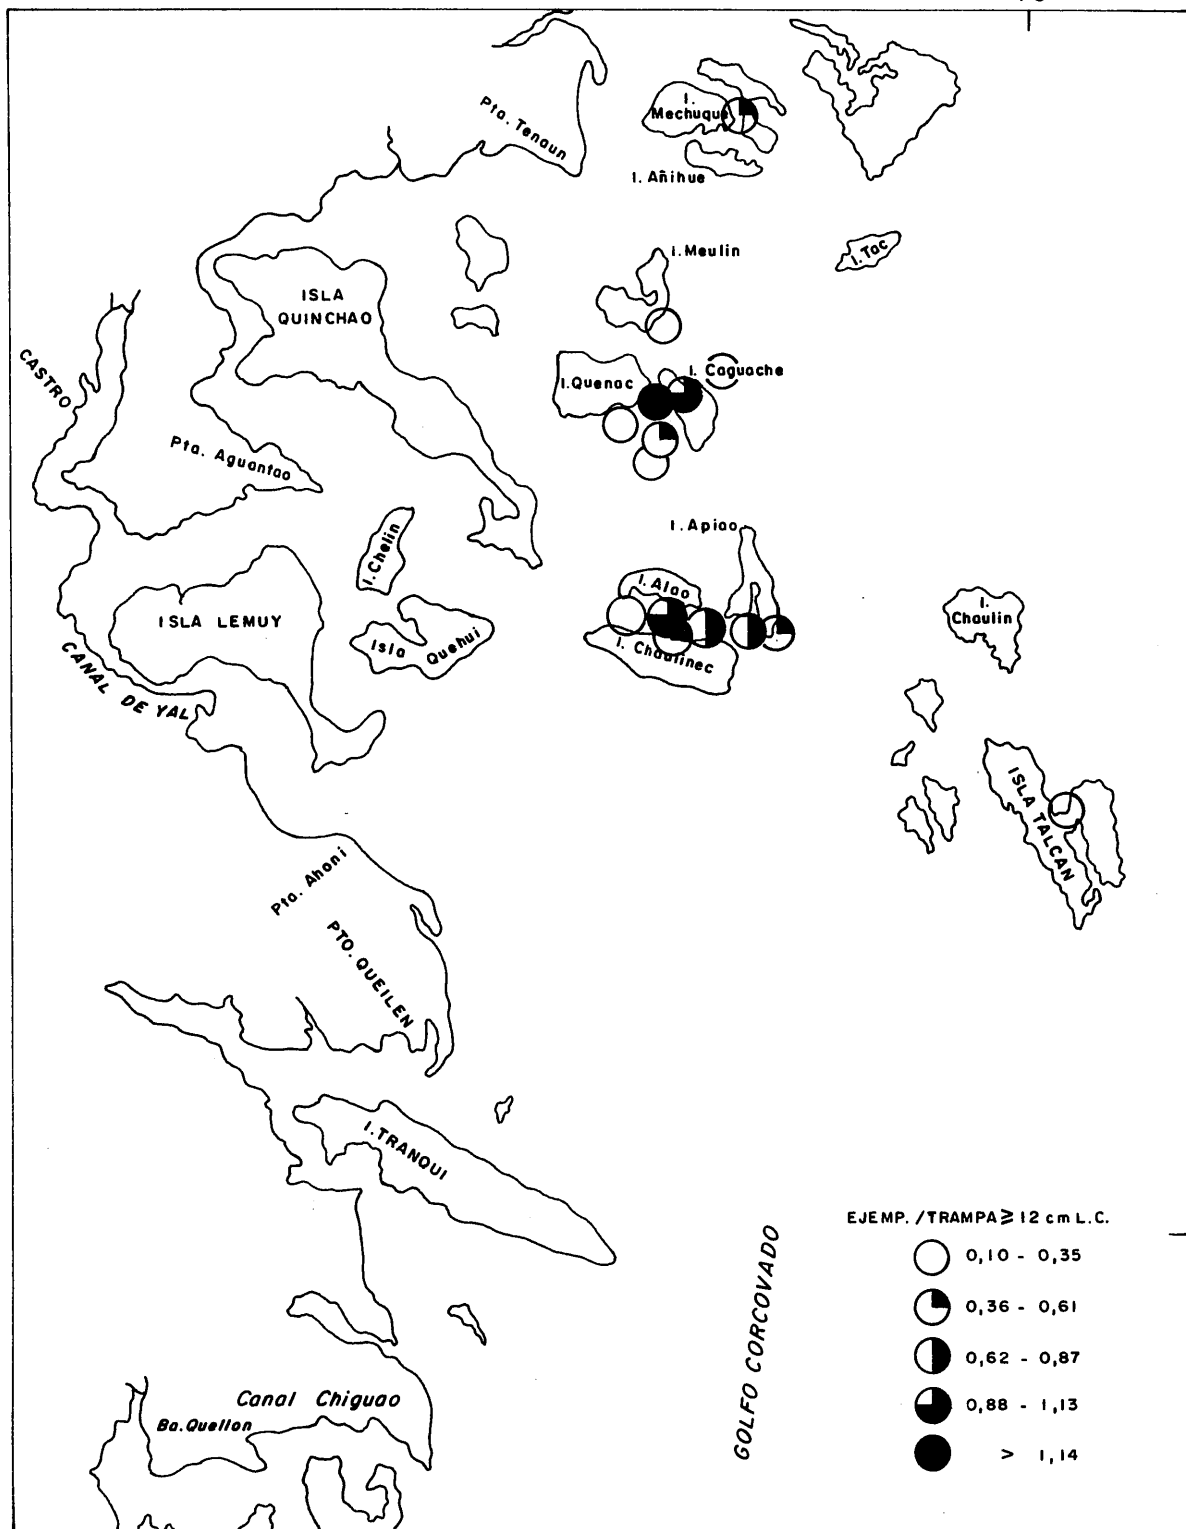 Pta. Tenaun
I.
Mechuque
I. Añihue
I. Tac
I. Meulin
ISLA
QUINCHAO
CASTRO
I. Quenac
I. Caguache
Pta. Aguantao
I. Apiao
I. Chelin
I. Alao
ISLA LEMUY
Isla Quehui
I. Chaulinec
I.
Chaulin
CANAL DE YAL
ISLA TALCAN
Pta. Ahoni
PTO. QUEILEN
I. TRANQUI
GOLFO CORCOVADO
EJEMP. /TRAMPA ≥ 12 cm L.C.
0,10 - 0,35
0,36 - 0,61
0,62 - 0,87
0,88 - 1,13
> 1,14
Canal Chiguao
Ba. Quellon